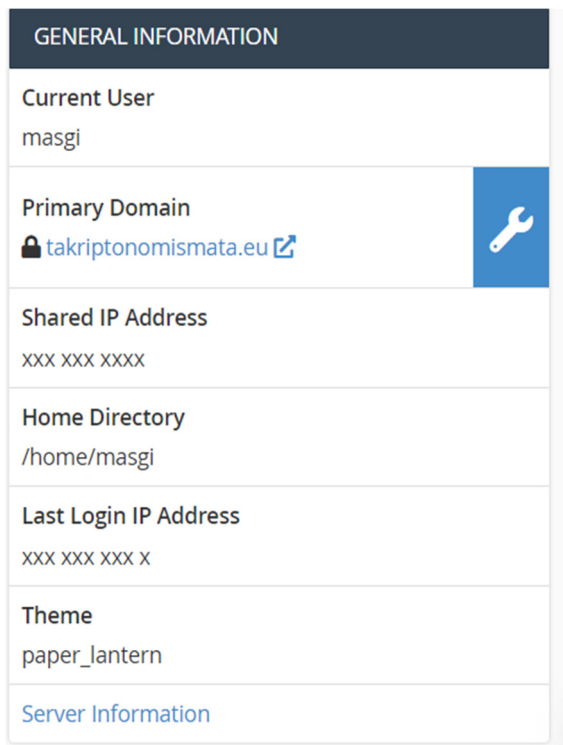 GENERAL INFORMATION
Current User
masgi
Primary Domain
takriptonomismata.eu
Shared IP Address
xxx xxx xxxx
Home Directory
/home/masgi
Last Login IP Address
xxx xxx xxx x
Theme
paper_lantern
Server Information